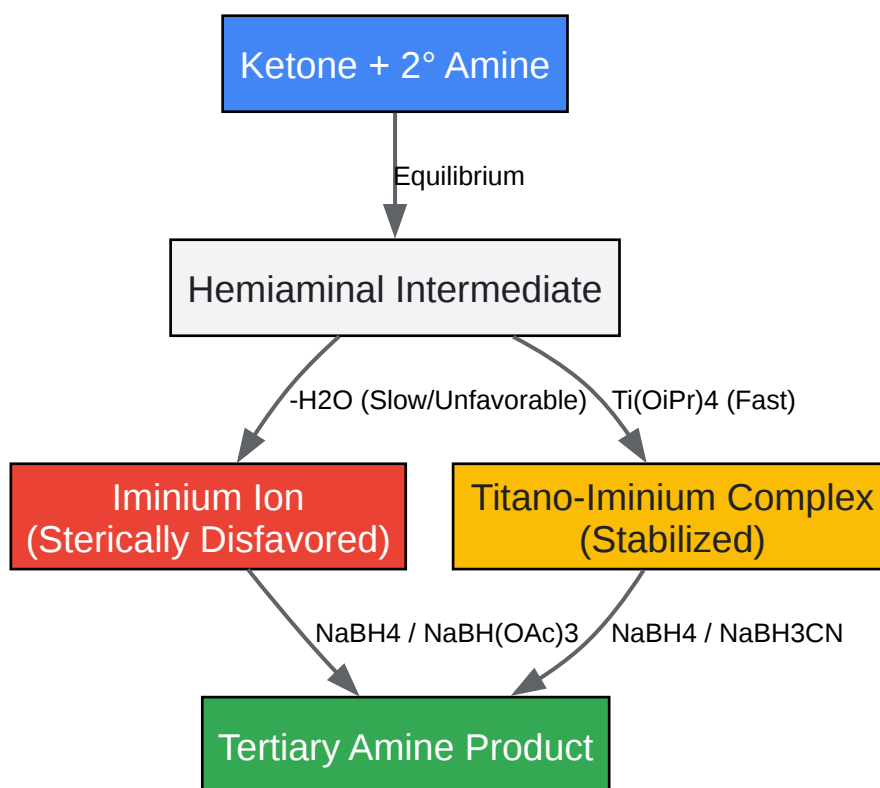 Ketone + 2° Amine
Equilibrium
Hemiaminal Intermediate
-H2O (Slow/Unfavorable)
Ti(OiPr)4 (Fast)
Iminium Ion
(Sterically Disfavored)
Titano-Iminium Complex
(Stabilized)
NaBH4 / NaBH(OAc)3
NaBH4 / NaBH3CN
Tertiary Amine Product